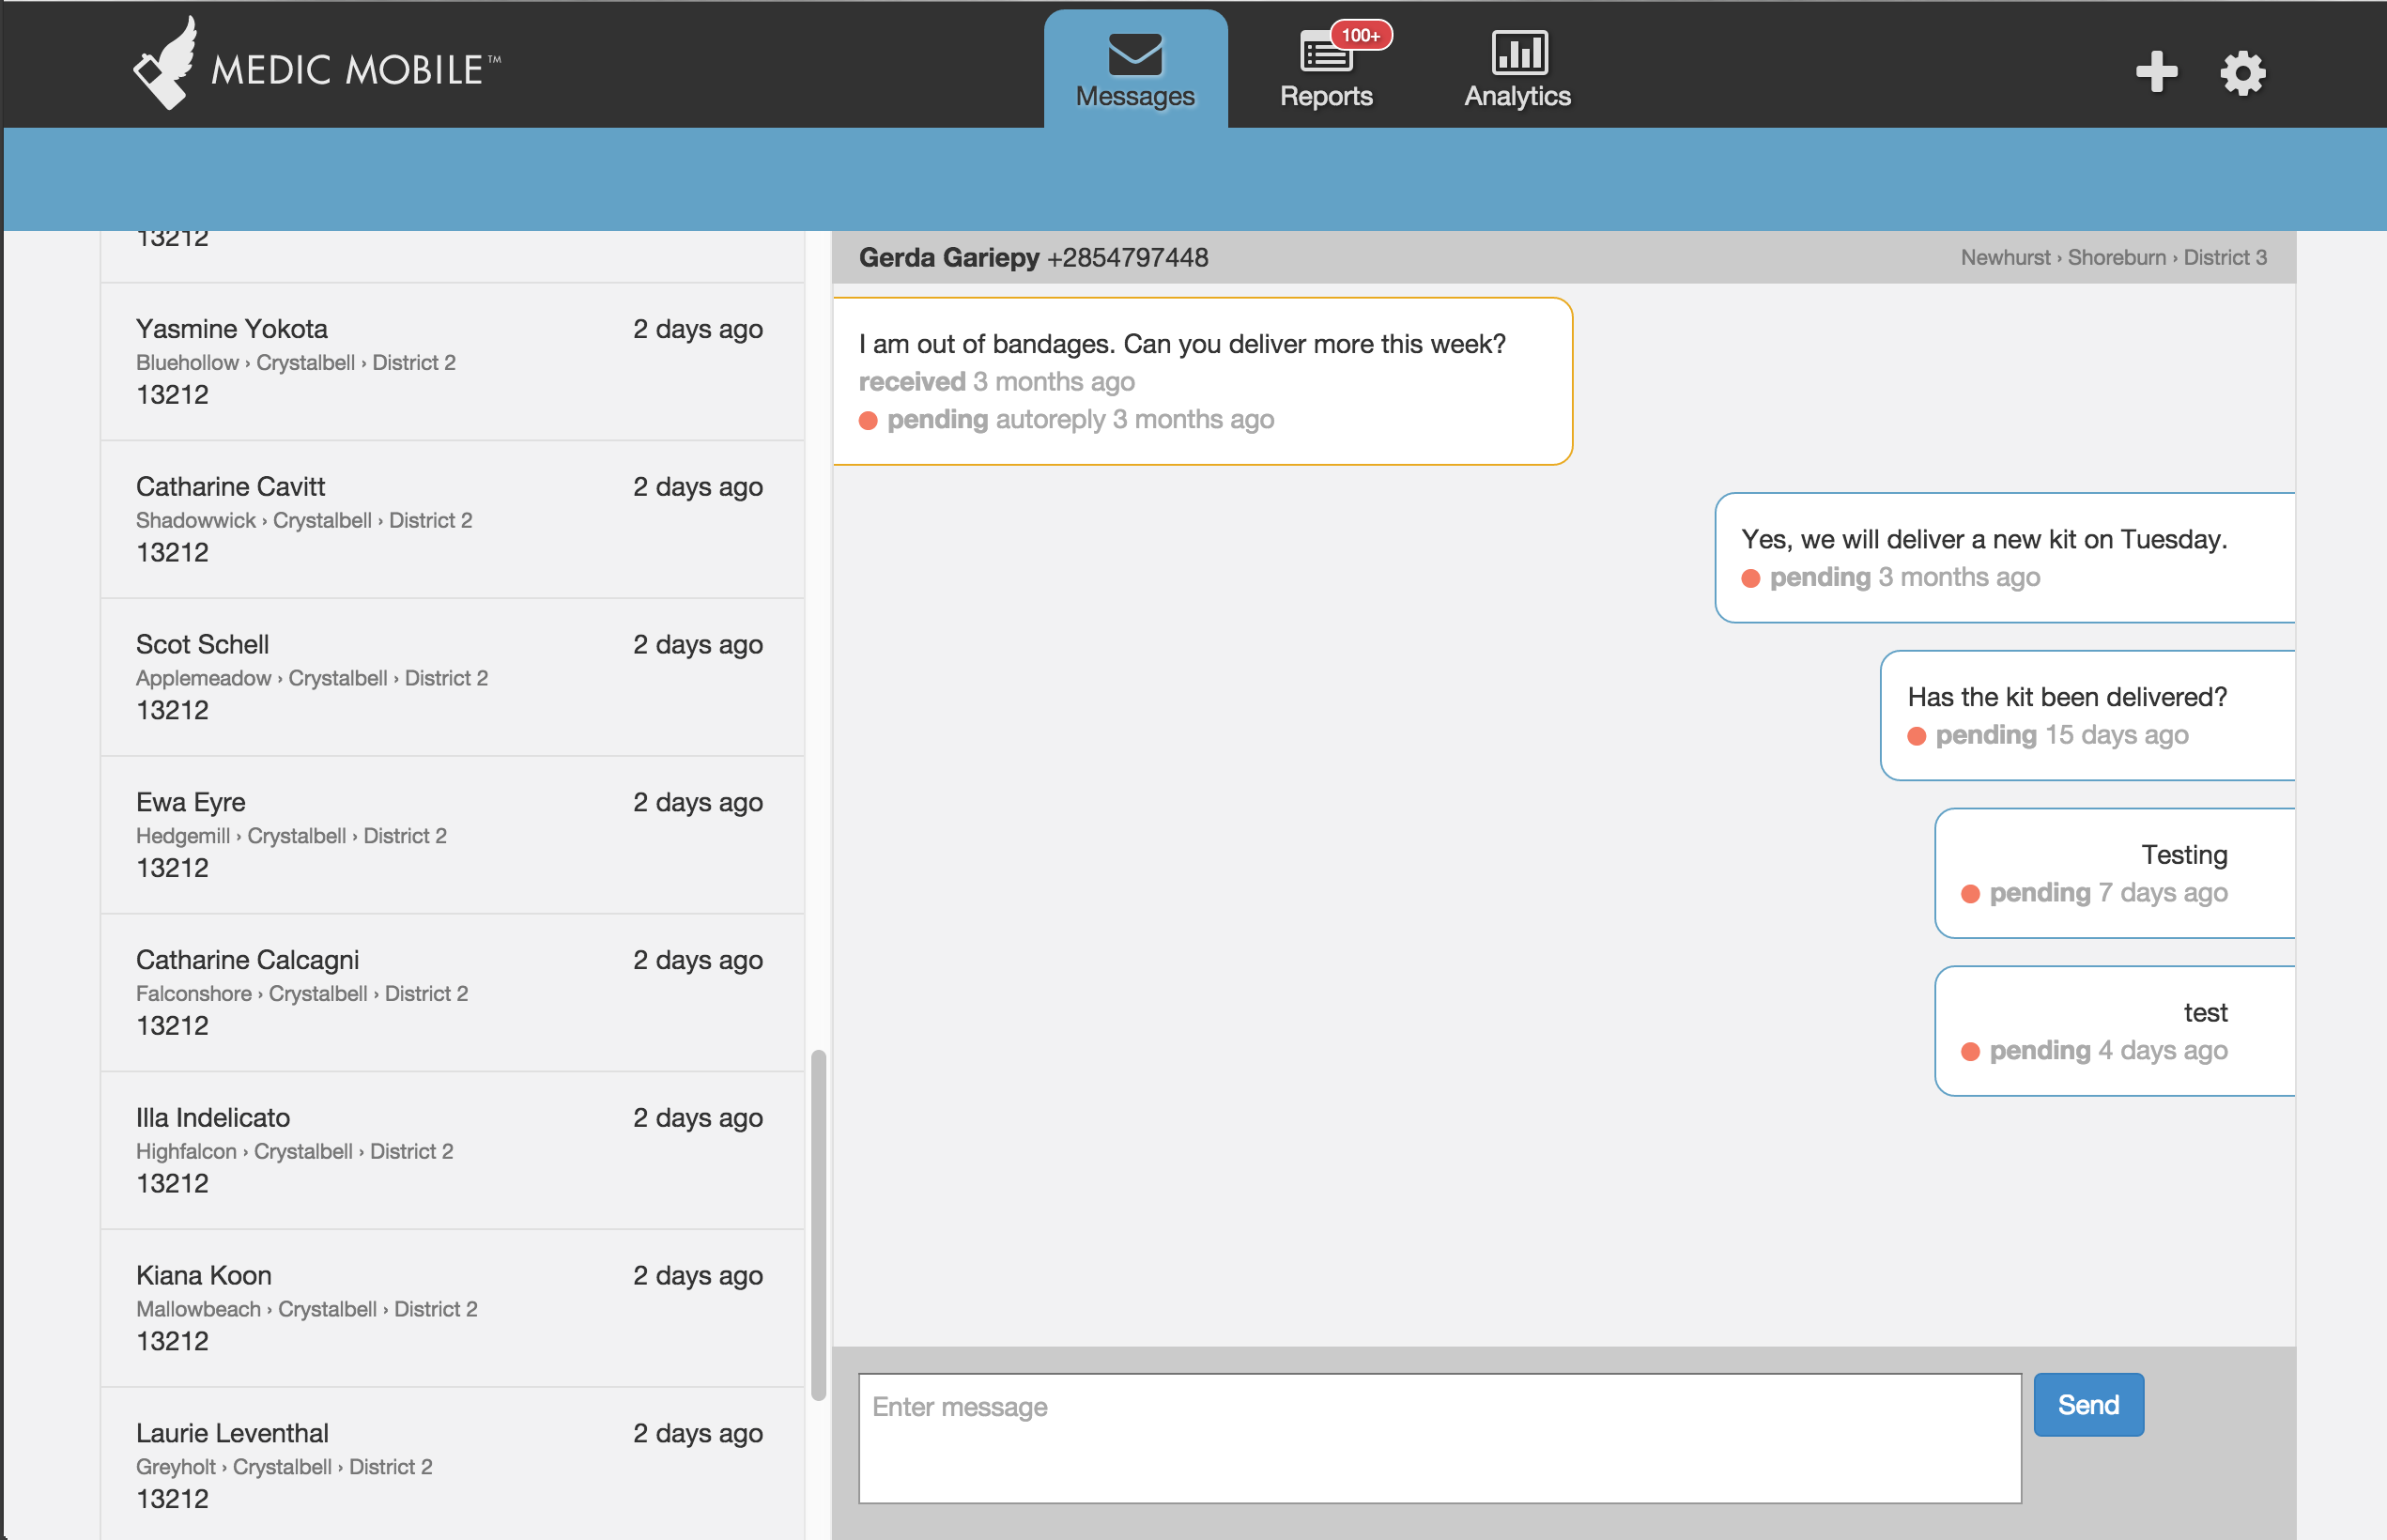 MEDIC MOBILE™
Messages
100+
Reports
Analytics
13212
Yasmine Yokota 2 days ago
Bluehollow › Crystalbell › District 2
13212
Catharine Cavitt 2 days ago
Shadowwick › Crystalbell › District 2
13212
Scot Schell 2 days ago
Applemeadow › Crystalbell › District 2
13212
Ewa Eyre 2 days ago
Hedgemill › Crystalbell › District 2
13212
Catharine Calcagni 2 days ago
Falconshore › Crystalbell › District 2
13212
Illa Indelicato 2 days ago
Highfalcon › Crystalbell › District 2
13212
Kiana Koon 2 days ago
Mallowbeach › Crystalbell › District 2
13212
Laurie Leventhal 2 days ago
Greyholt › Crystalbell › District 2
13212
Gerda Gariepy +2854797448 Newhurst › Shoreburn › District 3
I am out of bandages. Can you deliver more this week?
received 3 months ago
pending autoreply 3 months ago
Yes, we will deliver a new kit on Tuesday.
pending 3 months ago
Has the kit been delivered?
pending 15 days ago
Testing
pending 7 days ago
test
pending 4 days ago
Enter message
Send